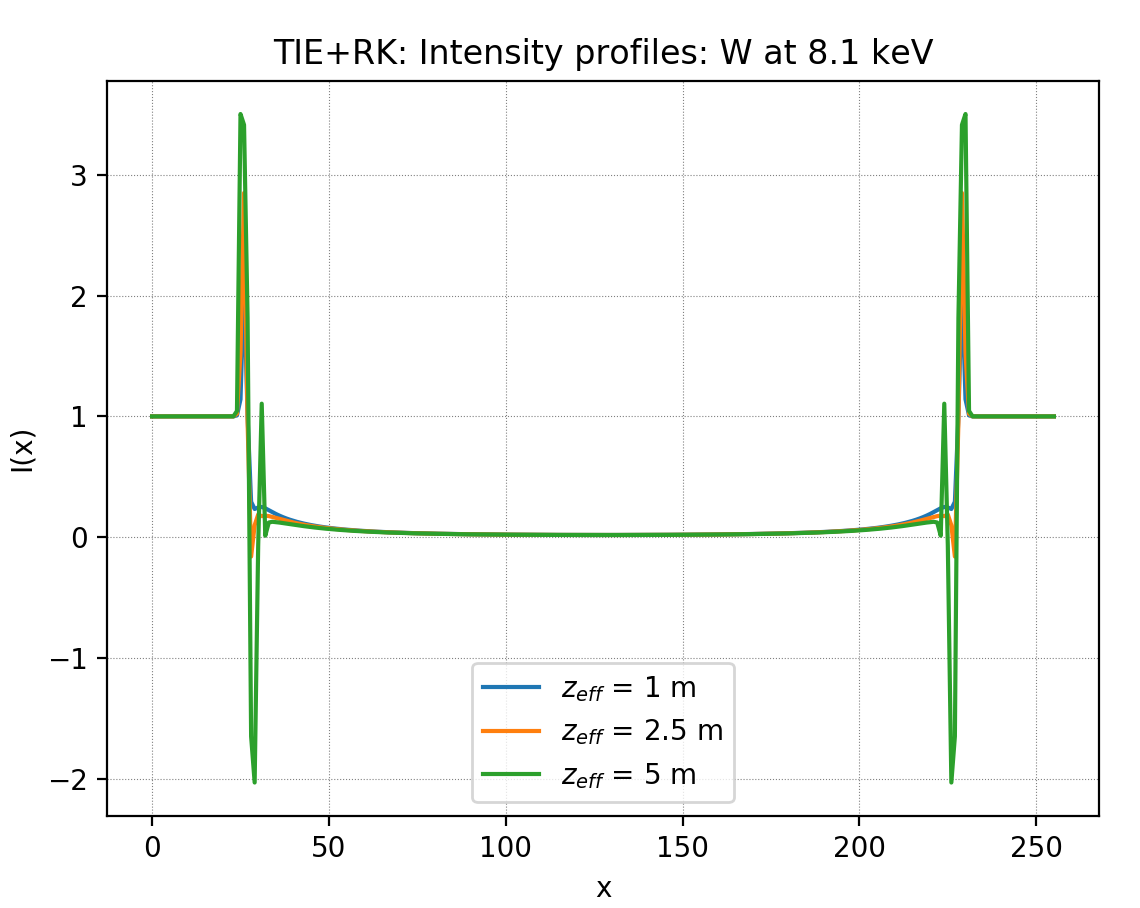 TIE+RK: Intensity profiles: W at 8.1 keV
I(x)
3
2
1
0
−1
−2
z_eff = 1 m
z_eff = 2.5 m
z_eff = 5 m
0 50 100 150 200 250
x